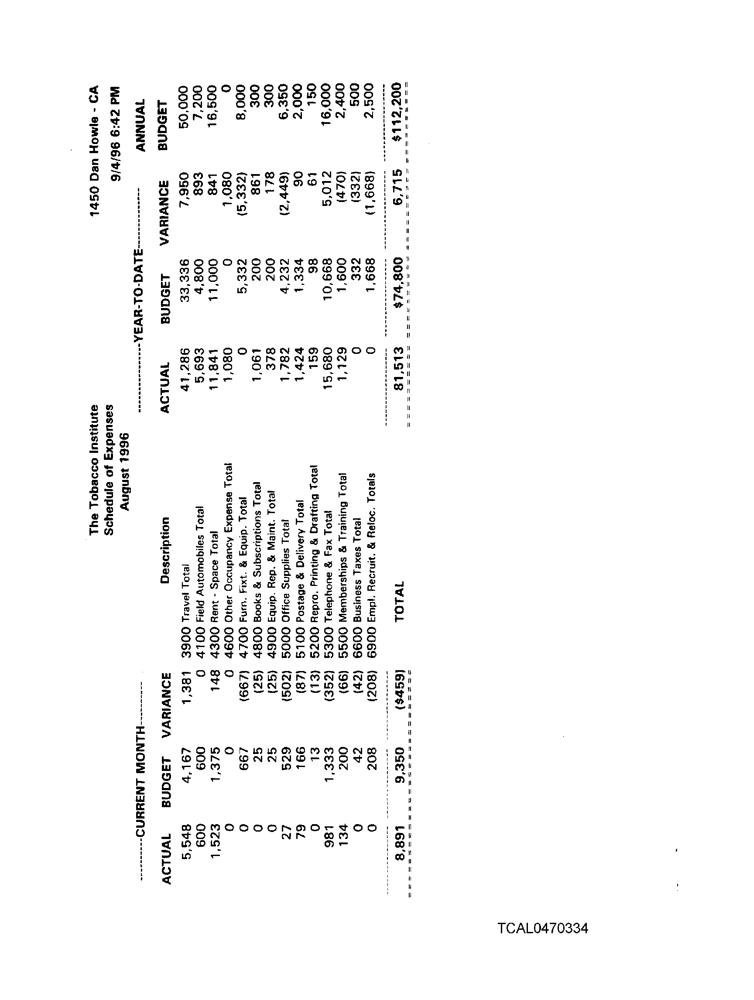 The Tobacco Institute 1450 Dan Howle - CA
Schedule of Expenses 9/4/96 6:42 PM
August 1996
-----------CURRENT MONTH----------- -------------------YEAR-TO-DATE------------------- ANNUAL
ACTUAL BUDGET VARIANCE Description ACTUAL BUDGET VARIANCE BUDGET
5,548 4,167 1,381 3900 Travel Total 41,286 33,336 7,950 50,000
600 600 0 4100 Field Automobiles Total 5,693 4,800 893 7,200
1,523 1,375 148 4300 Rent - Space Total 11,841 11,000 841 16,500
0 0 0 4600 Other Occupancy Expense Total 1,080 0 1,080 0
0 667 (667) 4700 Furn. Fixt. & Equip. Total 0 5,332 (5,332) 8,000
0 25 (25) 4800 Books & Subscriptions Total 1,061 200 861 300
0 25 (25) 4900 Equip. Rep. & Maint. Total 378 200 178 300
27 529 (502) 5000 Office Supplies Total 1,782 4,232 (2,449) 6,350
79 166 (87) 5100 Postage & Delivery Total 1,424 1,334 90 2,000
0 13 (13) 5200 Repro. Printing & Drafting Total 159 98 61 150
981 1,333 (352) 5300 Telephone & Fax Total 15,680 10,668 5,012 16,000
134 200 (66) 5500 Memberships & Training Total 1,129 1,600 (470) 2,400
0 42 (42) 6600 Business Taxes Total 0 332 (332) 500
0 208 (208) 6900 Empl. Recruit. & Reloc. Totals 0 1,668 (1,668) 2,500
8,891 9,350 ($459) TOTAL 81,513 $74,800 6,715 $112,200
TCAL0470334